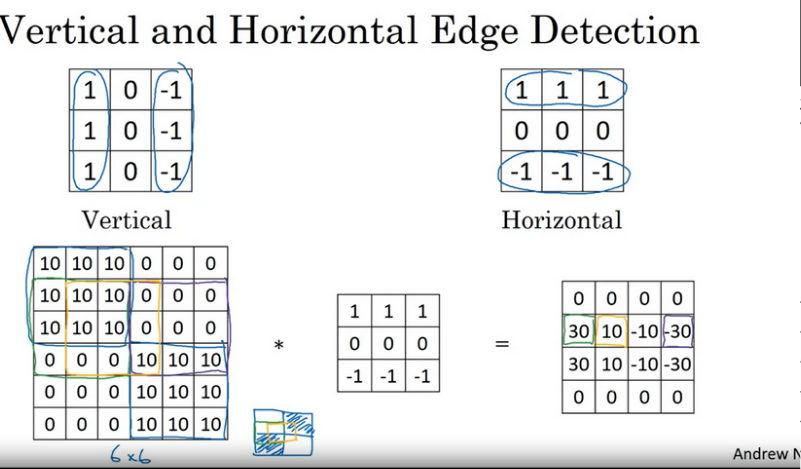 Vertical and Horizontal Edge Detection
1 0 -1
1 0 -1
1 0 -1
Vertical
1 1 1
0 0 0
-1 -1 -1
Horizontal
10 10 10 0 0 0
10 10 10 0 0 0
10 10 10 0 0 0
0 0 0 10 10 10
0 0 0 10 10 10
0 0 0 10 10 10
6x6
*
1 1 1
0 0 0
-1 -1 -1
=
0 0 0 0
30 10 -10 -30
30 10 -10 -30
0 0 0 0
Andrew N